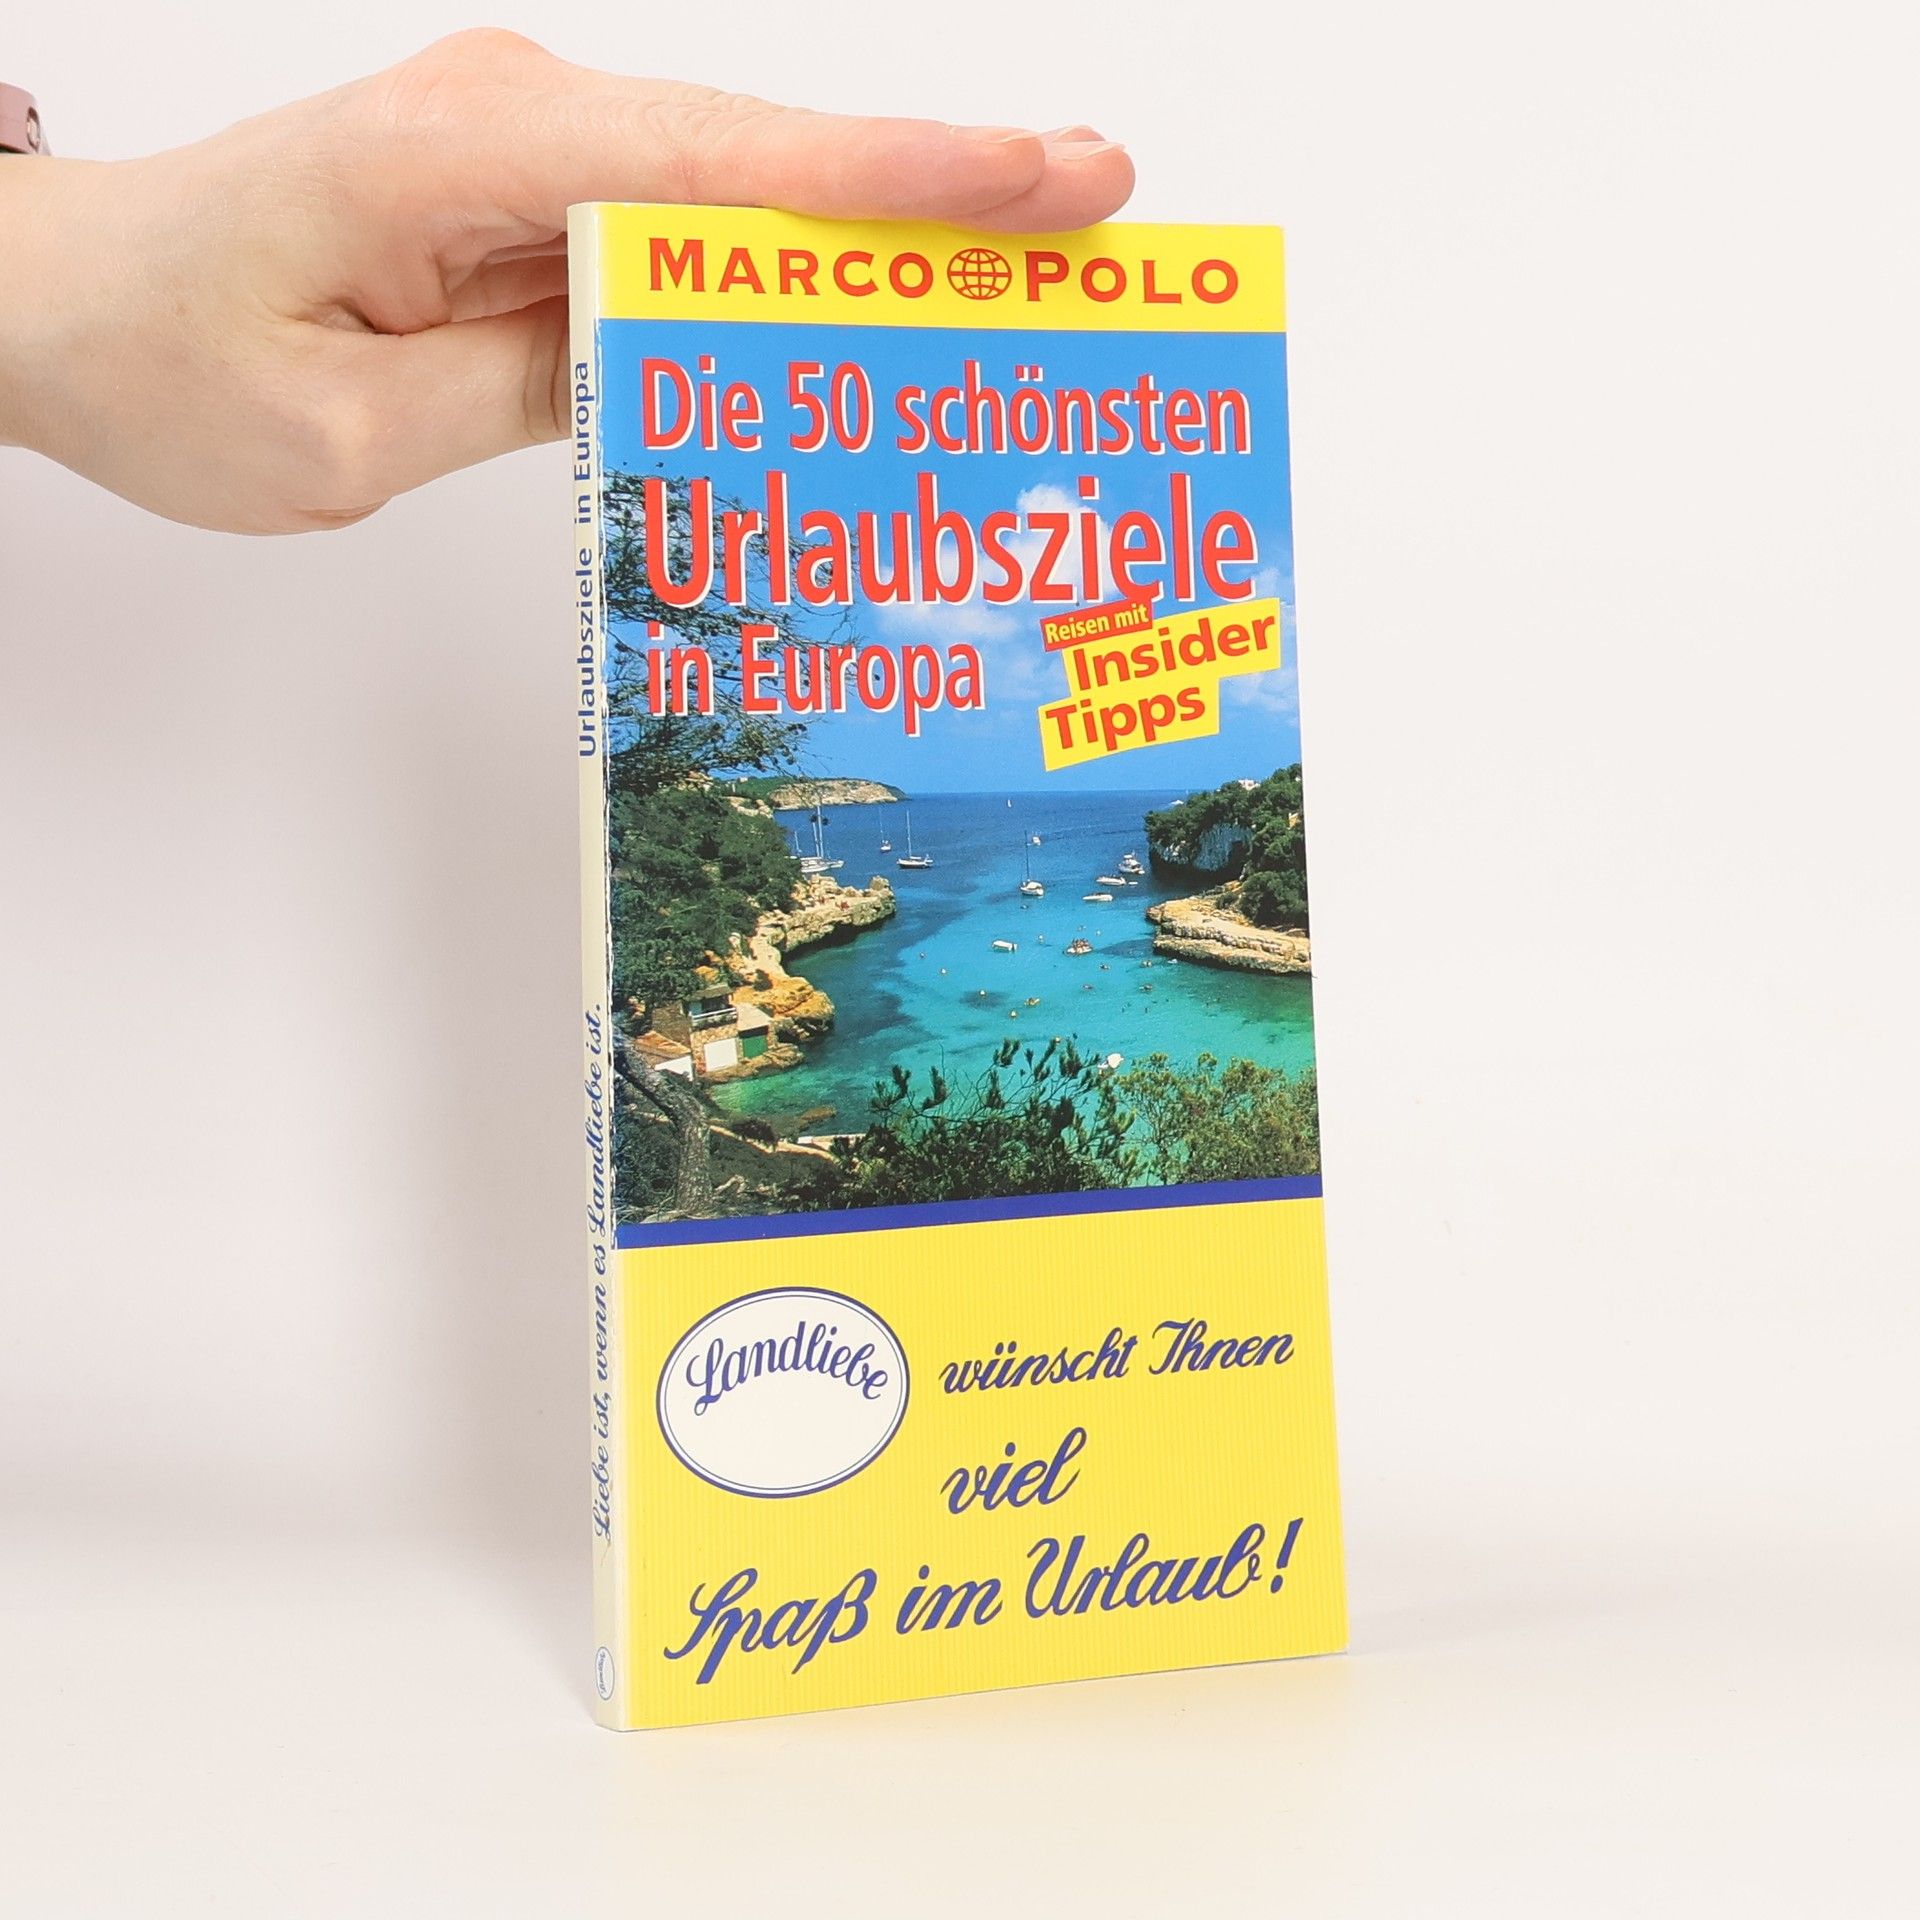 MARCO POLO
Die 50 schönsten
Urlaubsziele
in Europa
Reisen mit
Insider
Tipps
Landliebe
wünscht Ihnen
viel
Spaß im Urlaub!
Urlaubsziele in Europa
Liebe ist, wenn es Landliebe ist.
Landliebe